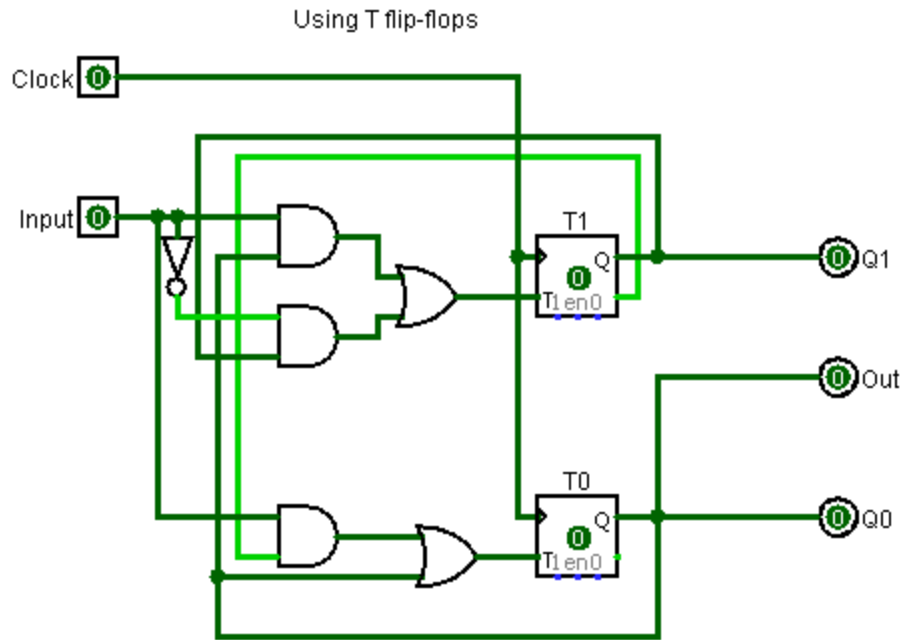 Using T flip-flops
Clock 0
Input 0
T1
Q
0
T 1 en 0
Q1 0
Out 0
T0
Q
0
T 1 en 0
Q0 0